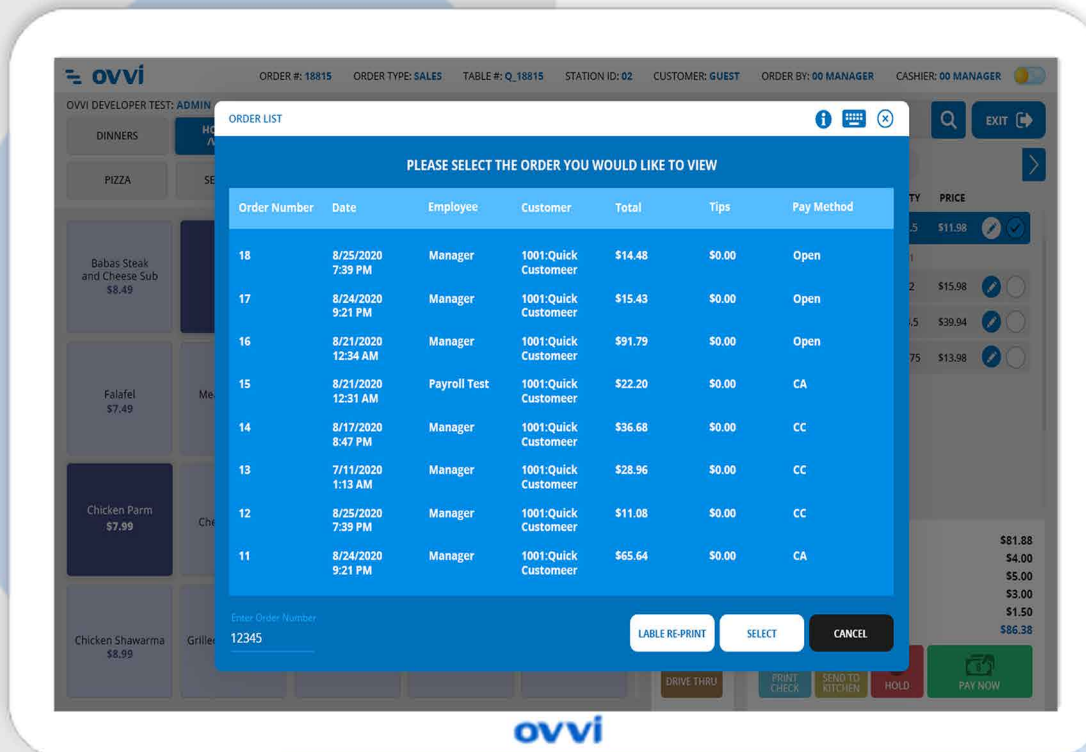 ovvi
ORDER #: 18815 ORDER TYPE: SALES TABLE #: Q_18815 STATION ID: 02 CUSTOMER: GUEST ORDER BY: 00 MANAGER CASHIER: 00 MANAGER
OVVI DEVELOPER TEST: ADMIN
DINNERS
PIZZA
EXIT
ORDER LIST
PLEASE SELECT THE ORDER YOU WOULD LIKE TO VIEW
Order Number Date Employee Customer Total Tips Pay Method
18 8/25/2020 Manager 1001:Quick $14.48 $0.00 Open
7:39 PM Customeer
17 8/24/2020 Manager 1001:Quick $15.43 $0.00 Open
9:21 PM Customeer
16 8/21/2020 Manager 1001:Quick $91.79 $0.00 Open
12:34 AM Customeer
15 8/21/2020 Payroll Test 1001:Quick $22.20 $0.00 CA
12:31 AM Customeer
14 8/17/2020 Manager 1001:Quick $36.68 $0.00 CC
8:47 PM Customeer
13 7/11/2020 Manager 1001:Quick $28.96 $0.00 CC
1:13 AM Customeer
12 8/25/2020 Manager 1001:Quick $11.08 $0.00 CC
7:39 PM Customeer
11 8/24/2020 Manager 1001:Quick $65.64 $0.00 CA
9:21 PM Customeer
Enter Order Number
12345
LABLE RE-PRINT SELECT CANCEL
Babas Steak
and Cheese Sub
$8.49
Falafel
$7.49
Chicken Parm
$7.99
Chicken Shawarma
$8.99
PRICE
$11.98
$15.98
$39.94
$13.98
$81.88
$4.00
$5.00
$3.00
$1.50
$86.38
DRIVE THRU
PRINT
CHECK
SEND TO
KITCHEN
HOLD
PAY NOW
ovvi